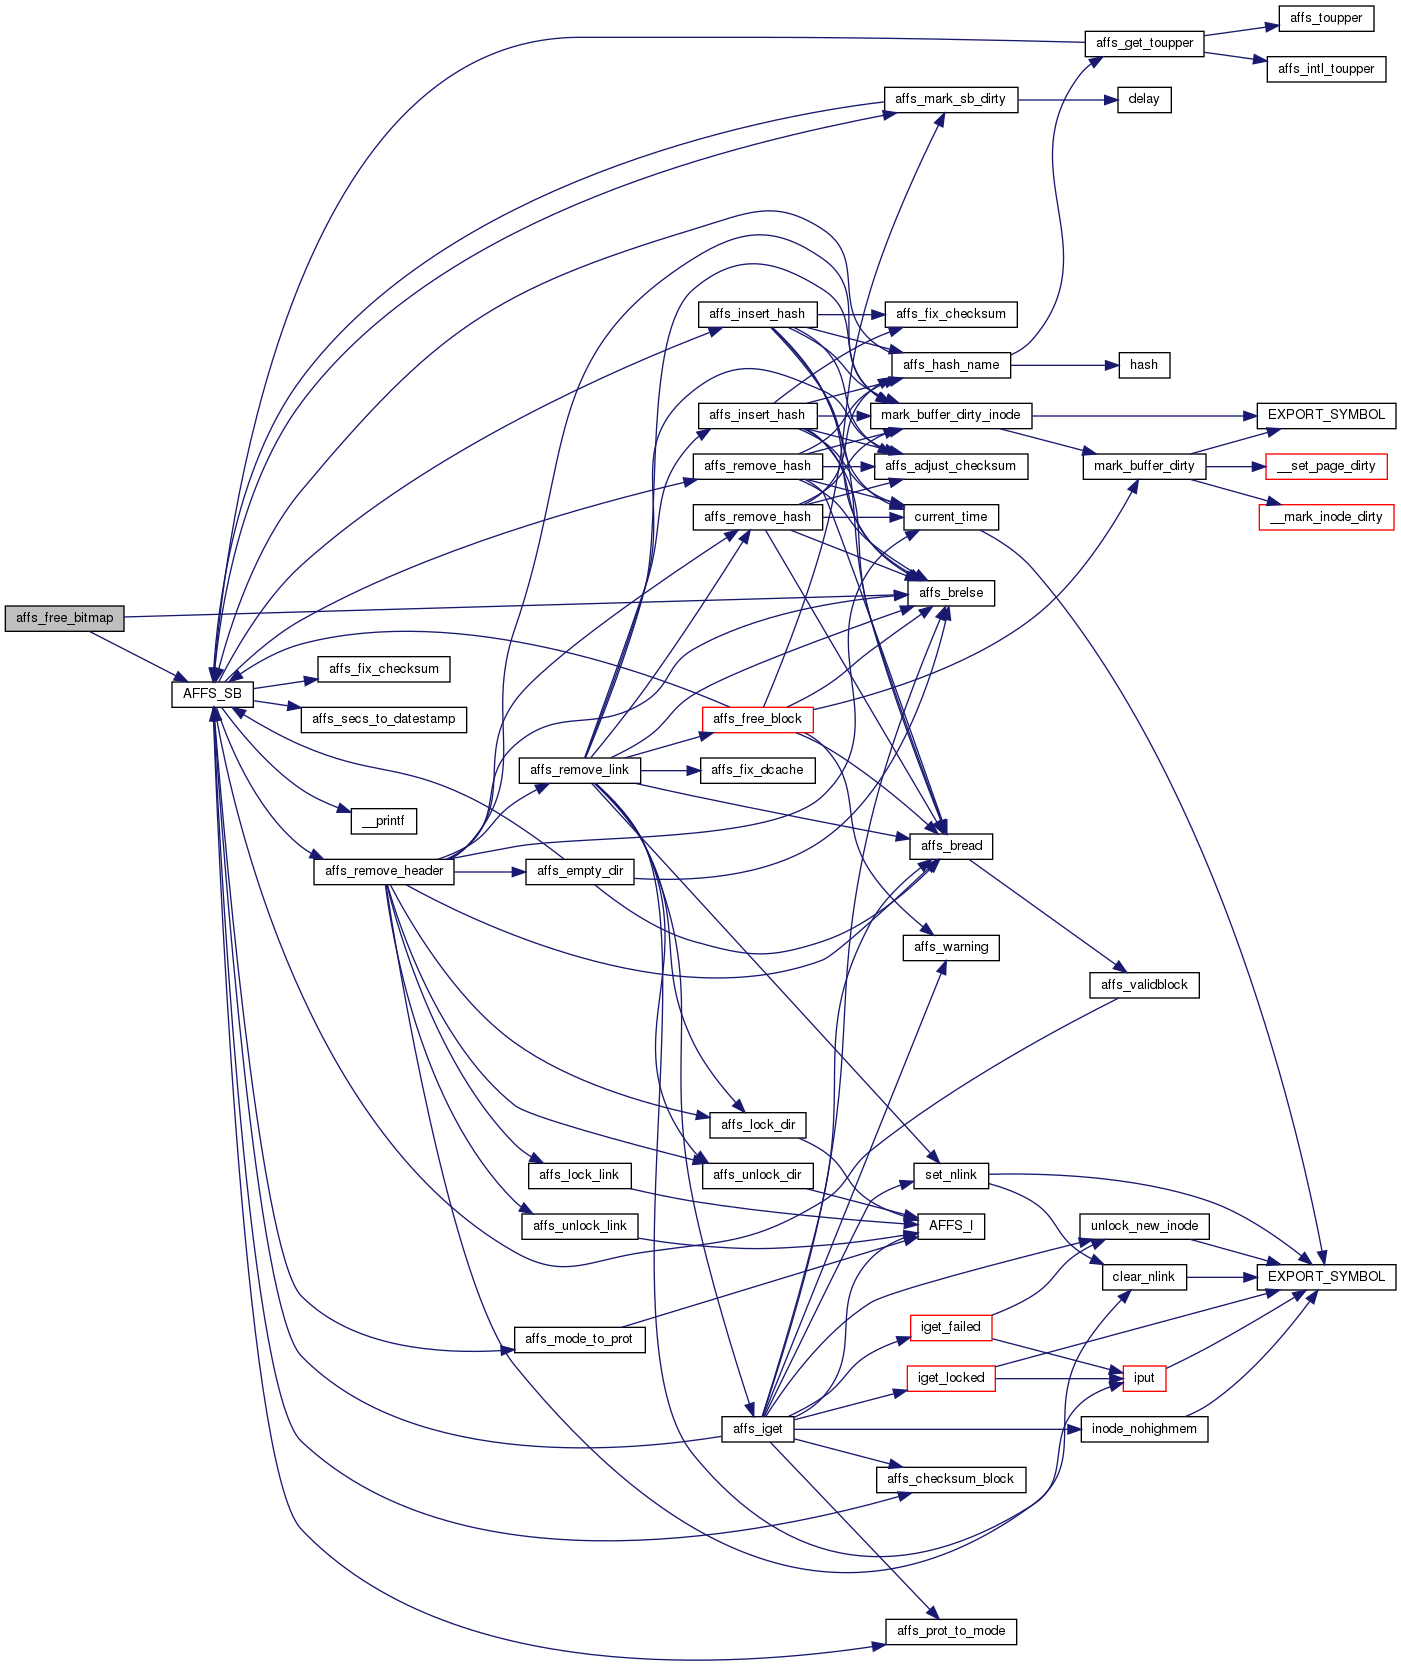 affs_toupper
affs_get_toupper
affs_intl_toupper
affs_mark_sb_dirty
delay
affs_insert_hash
affs_fix_checksum
affs_hash_name
hash
affs_insert_hash
mark_buffer_dirty_inode
EXPORT_SYMBOL
affs_remove_hash
affs_adjust_checksum
mark_buffer_dirty
__set_page_dirty
affs_remove_hash
current_time
__mark_inode_dirty
affs_brelse
affs_free_bitmap
affs_fix_checksum
AFFS_SB
affs_secs_to_datestamp
affs_free_block
affs_remove_link
affs_fix_dcache
__printf
affs_bread
affs_remove_header
affs_empty_dir
affs_warning
affs_validblock
affs_lock_dir
affs_lock_link
affs_unlock_dir
set_nlink
affs_unlock_link
AFFS_I
unlock_new_inode
clear_nlink
EXPORT_SYMBOL
affs_mode_to_prot
iget_failed
iget_locked
iput
affs_iget
inode_nohighmem
affs_checksum_block
affs_prot_to_mode